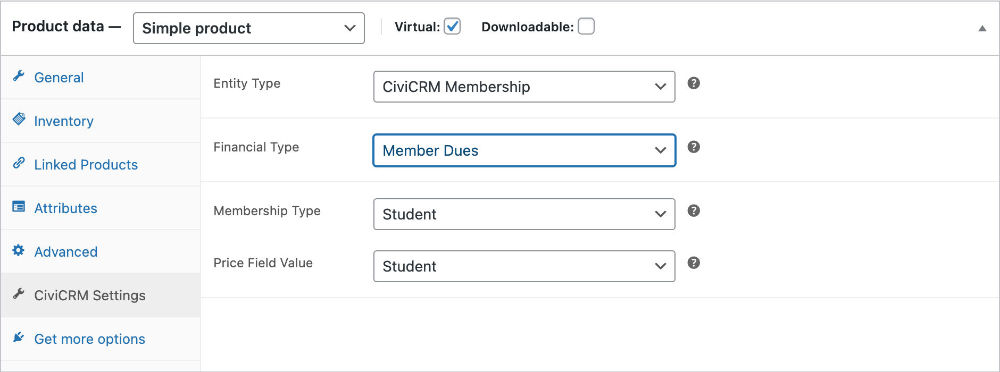 Product data — Simple product Virtual: Downloadable:
General
Inventory
Linked Products
Attributes
Advanced
CiviCRM Settings
Get more options
Entity Type CiviCRM Membership ?
Financial Type Member Dues ?
Membership Type Student ?
Price Field Value Student ?